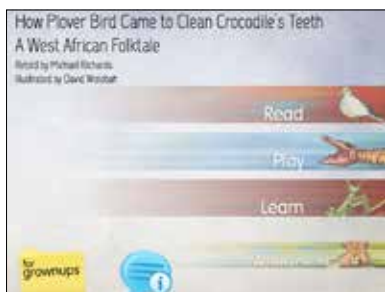 How Plover Bird Came to Clean Crocodile's Teeth
A West African Folktale
Retold by Michael Richards
Illustrated by David Wolobah
Read
Play
Learn
for
grownups
i